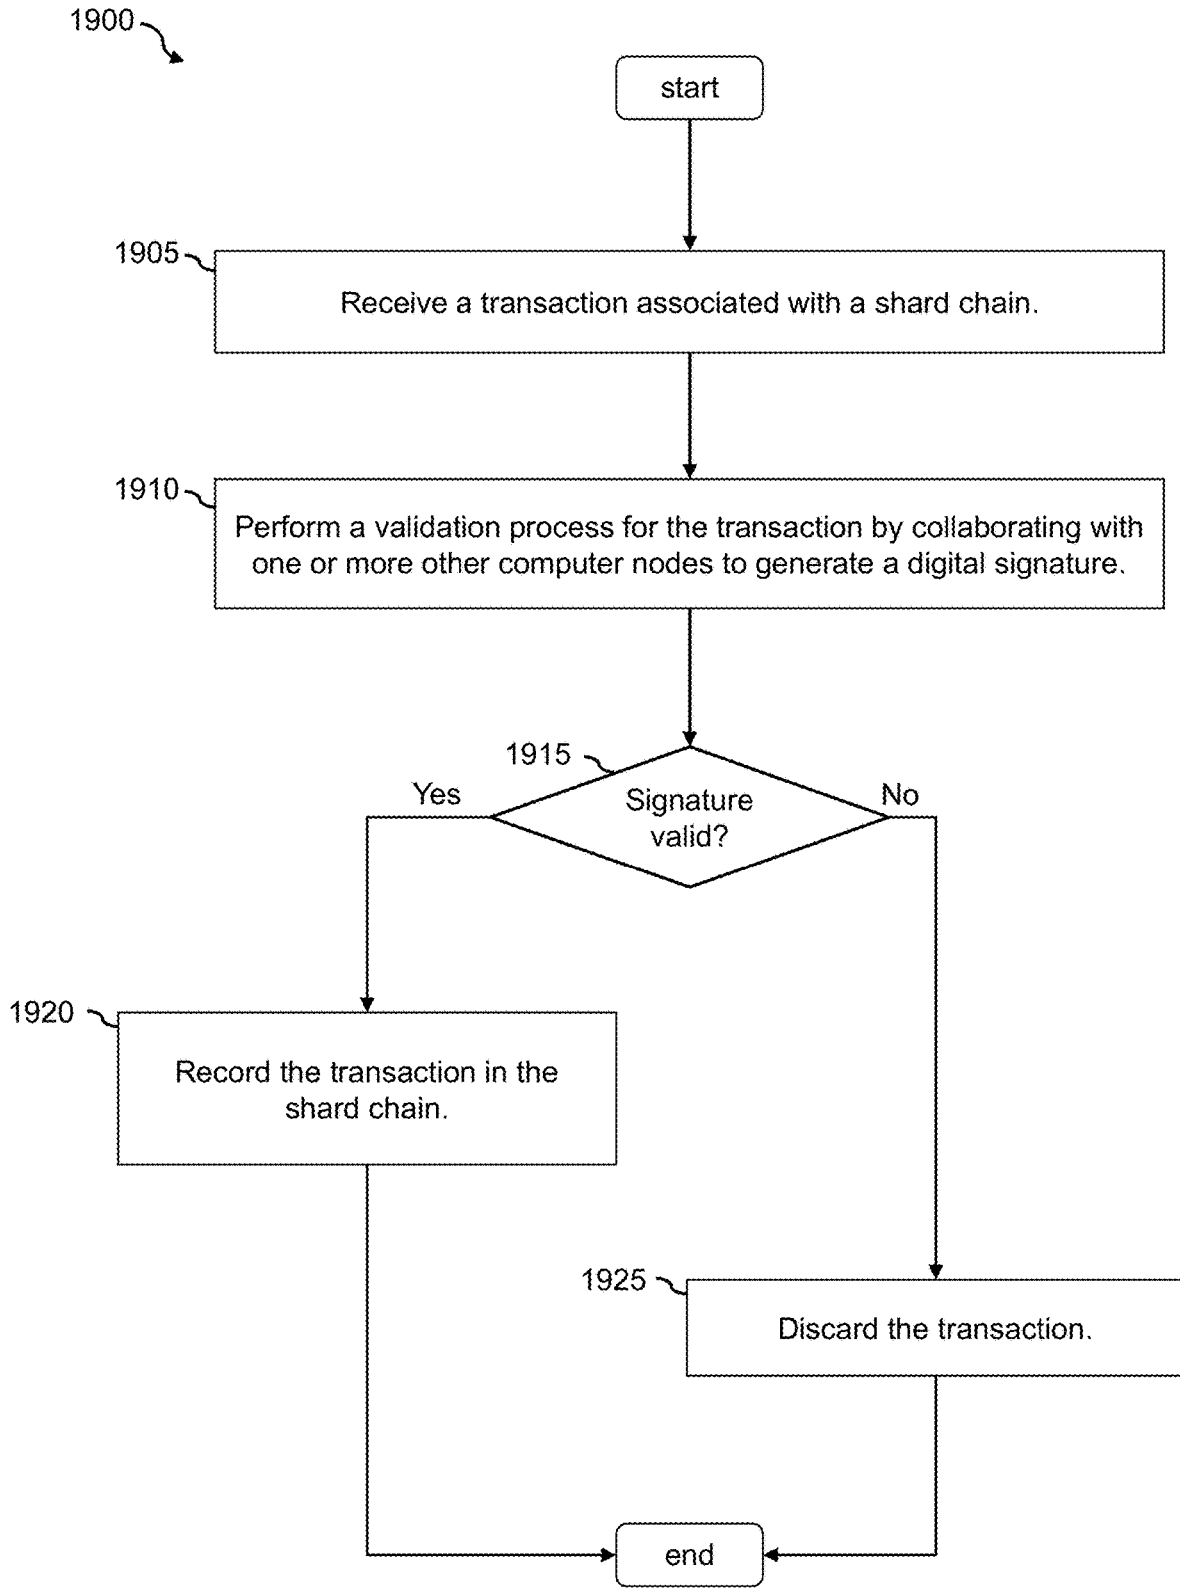 1900
start
1905
Receive a transaction associated with a shard chain.
1910
Perform a validation process for the transaction by collaborating with
one or more other computer nodes to generate a digital signature.
1915
Yes
Signature
valid?
No
1920
Record the transaction in the
shard chain.
1925
Discard the transaction.
end